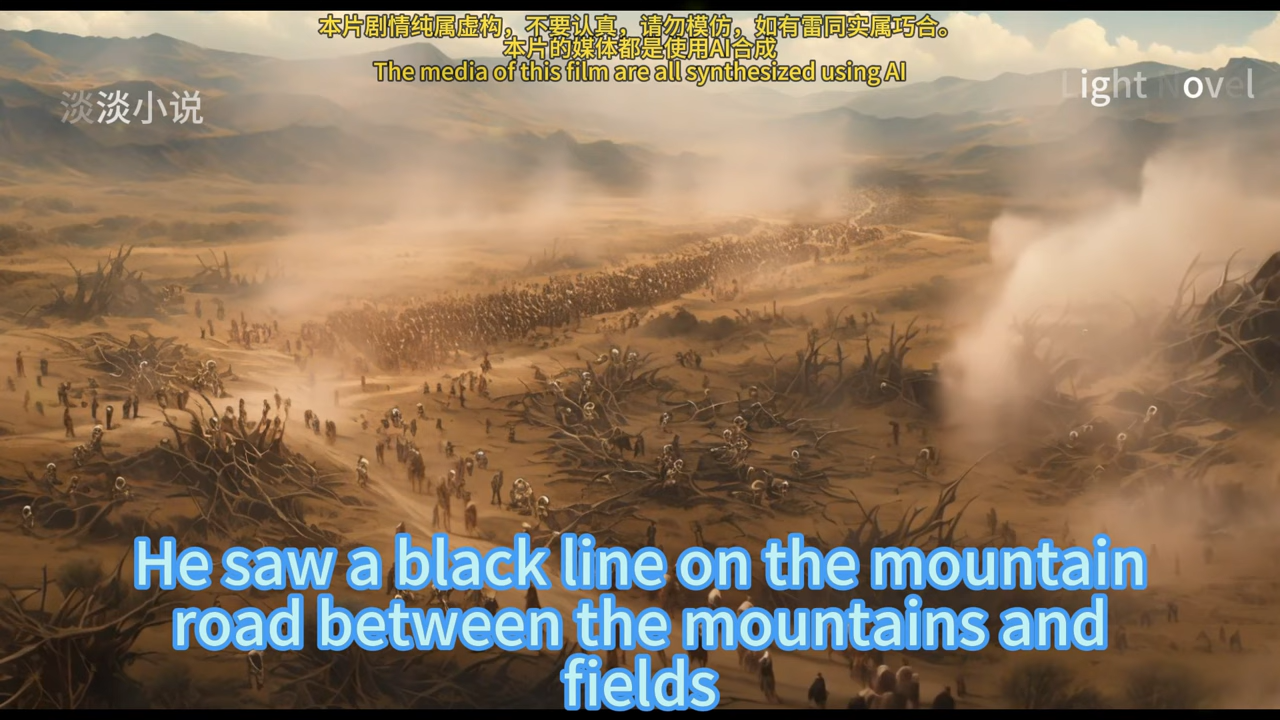 本片剧情纯属虚构，不要认真，请勿模仿，如有雷同实属巧合。
本片的媒体都是使用AI合成
The media of this film are all synthesized using AI
淡淡小说
Light Novel
He saw a black line on the mountain
road between the mountains and
fields